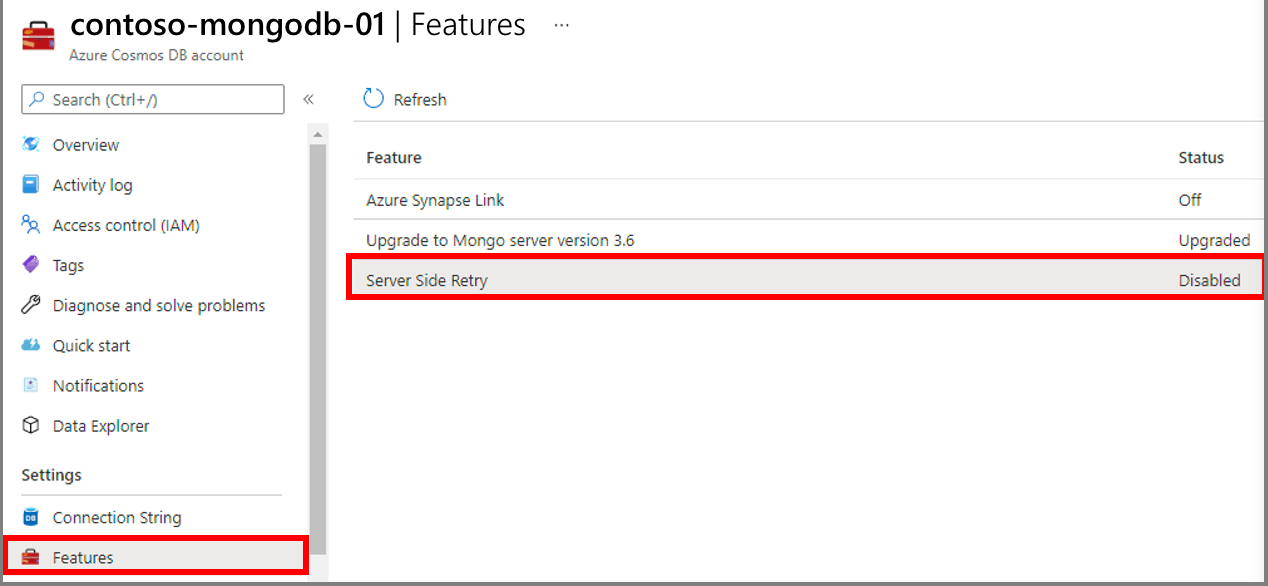 contoso-mongodb-01 | Features ...
Azure Cosmos DB account
Search (Ctrl+/)
«
Overview
Activity log
Access control (IAM)
Tags
Diagnose and solve problems
Quick start
Notifications
Data Explorer
Settings
Connection String
Features
Refresh
Feature Status
Azure Synapse Link Off
Upgrade to Mongo server version 3.6 Upgraded
Server Side Retry Disabled